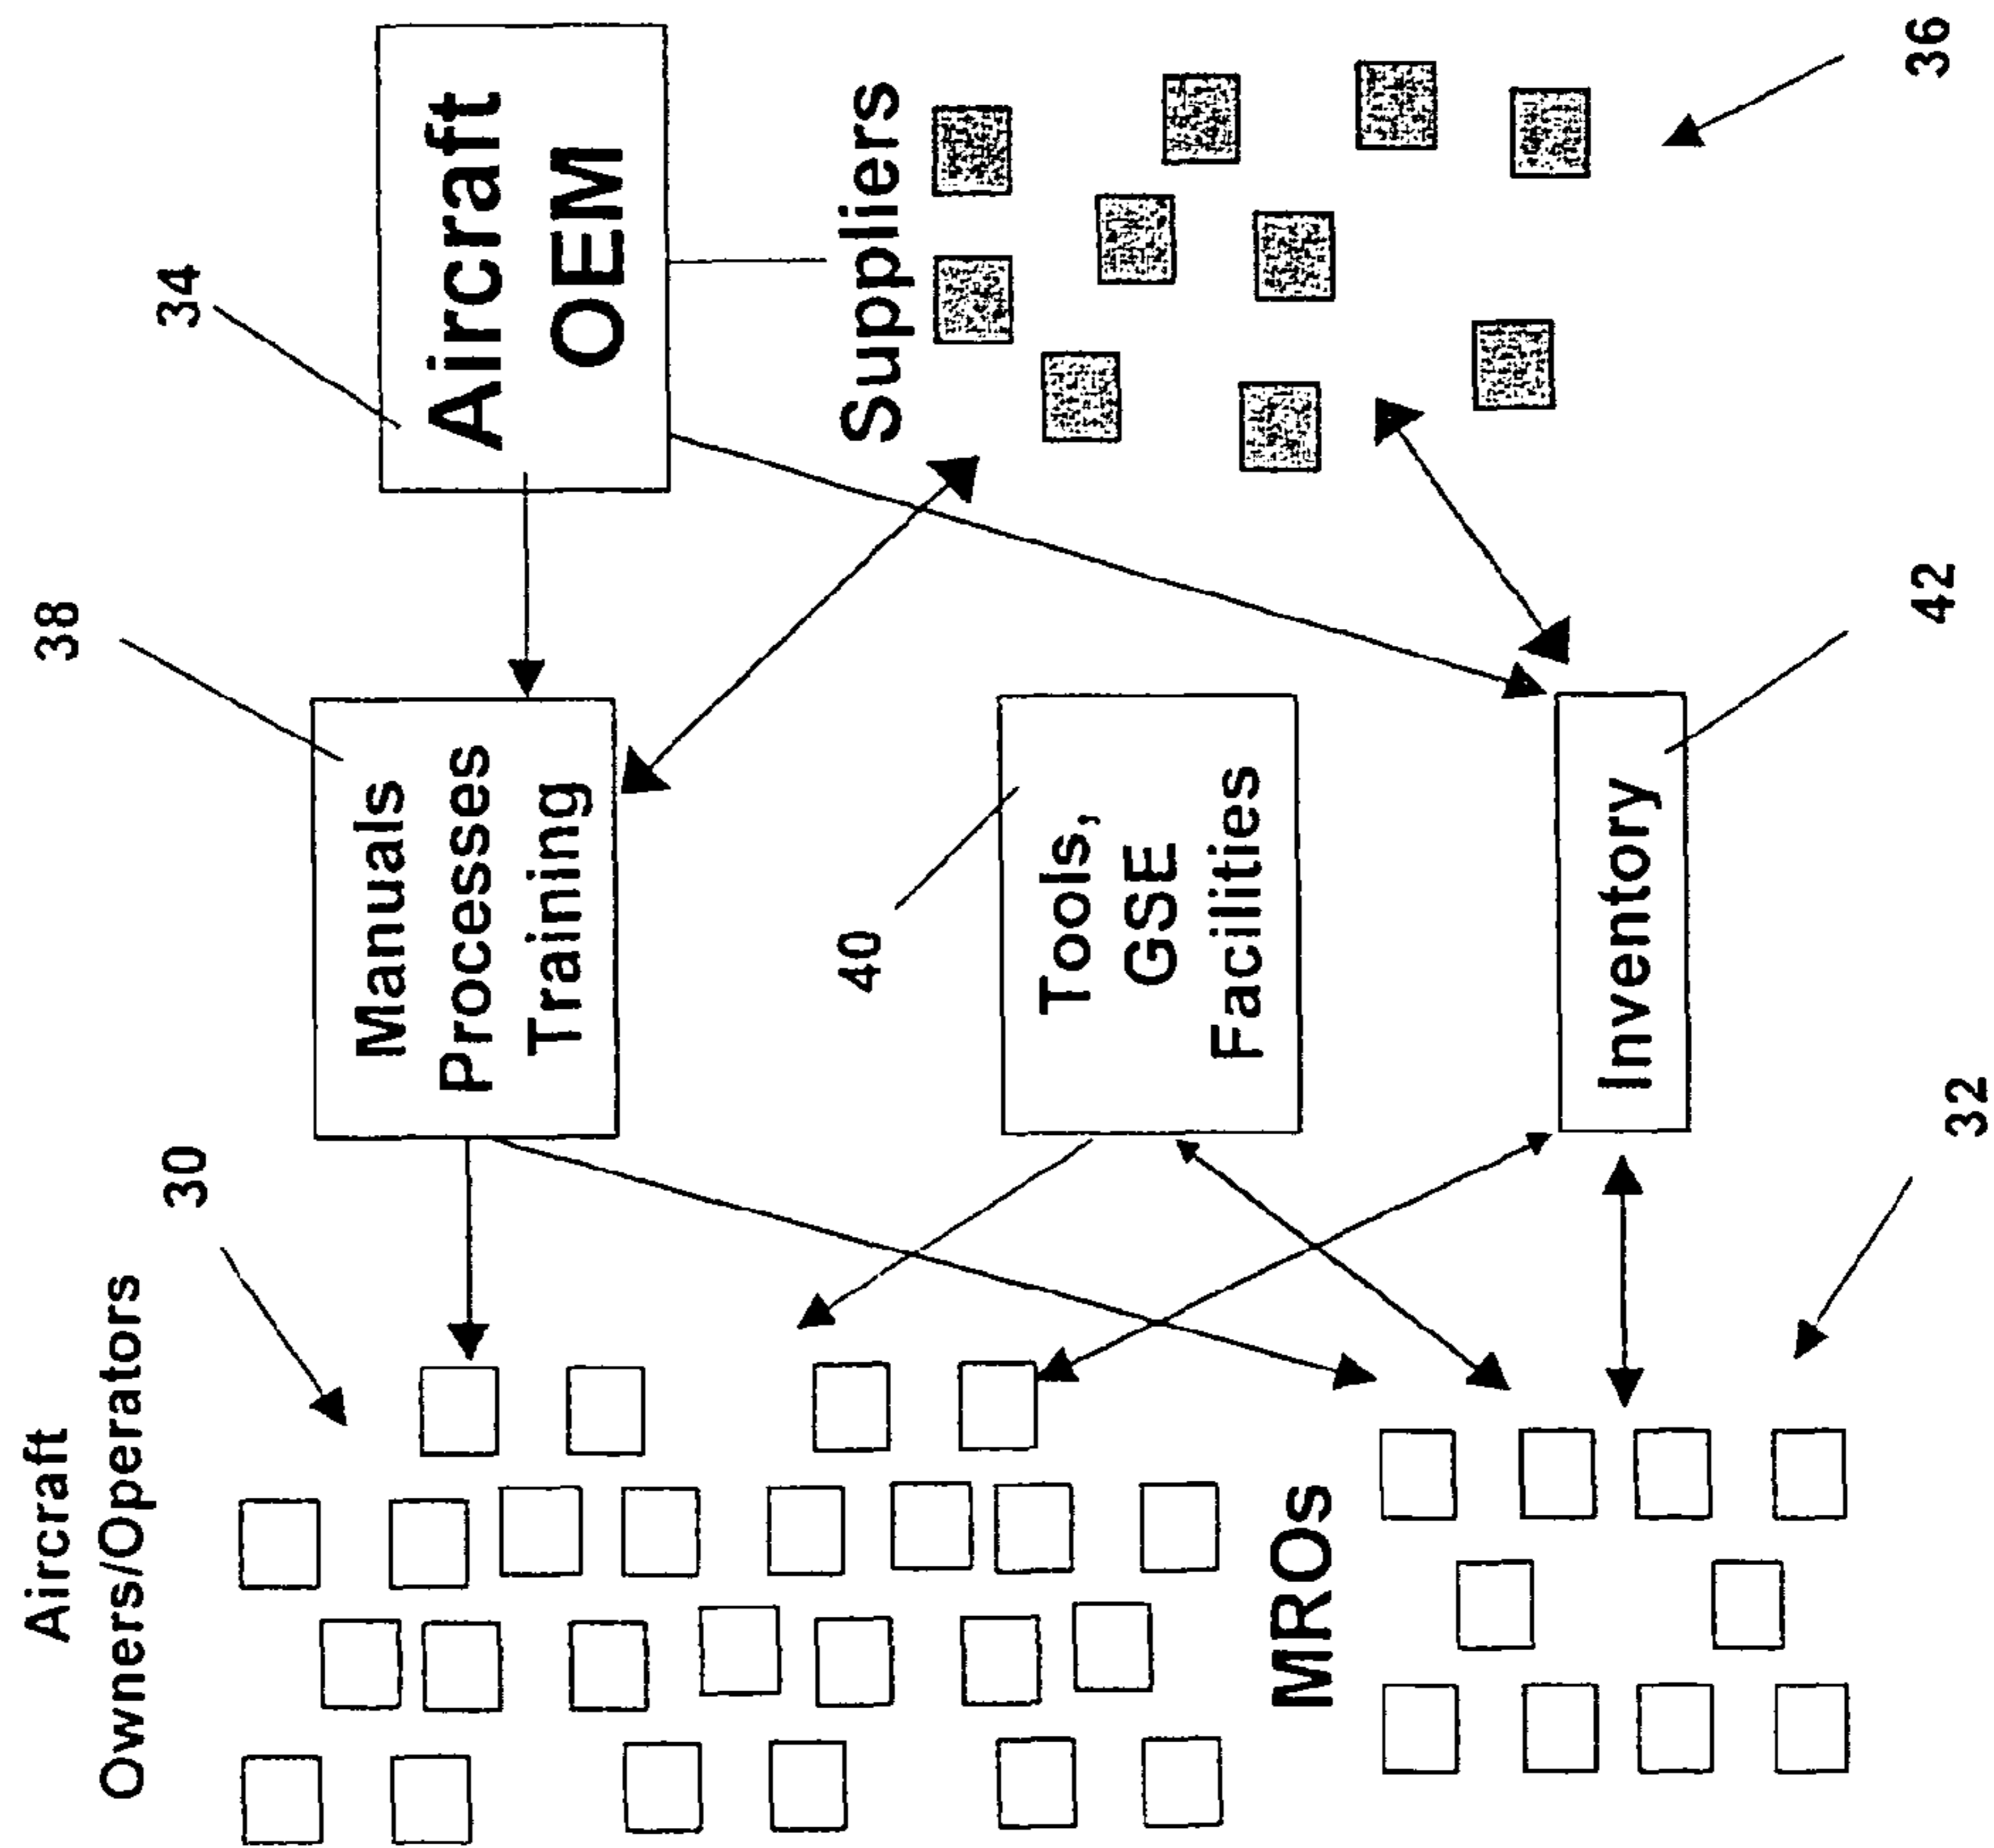 Aircraft
Owners/Operators
30
38
34
Manuals
Processes
Training
Aircraft
OEM
Suppliers
40
Tools,
GSE
Facilities
MROs
Inventory
32
42
36